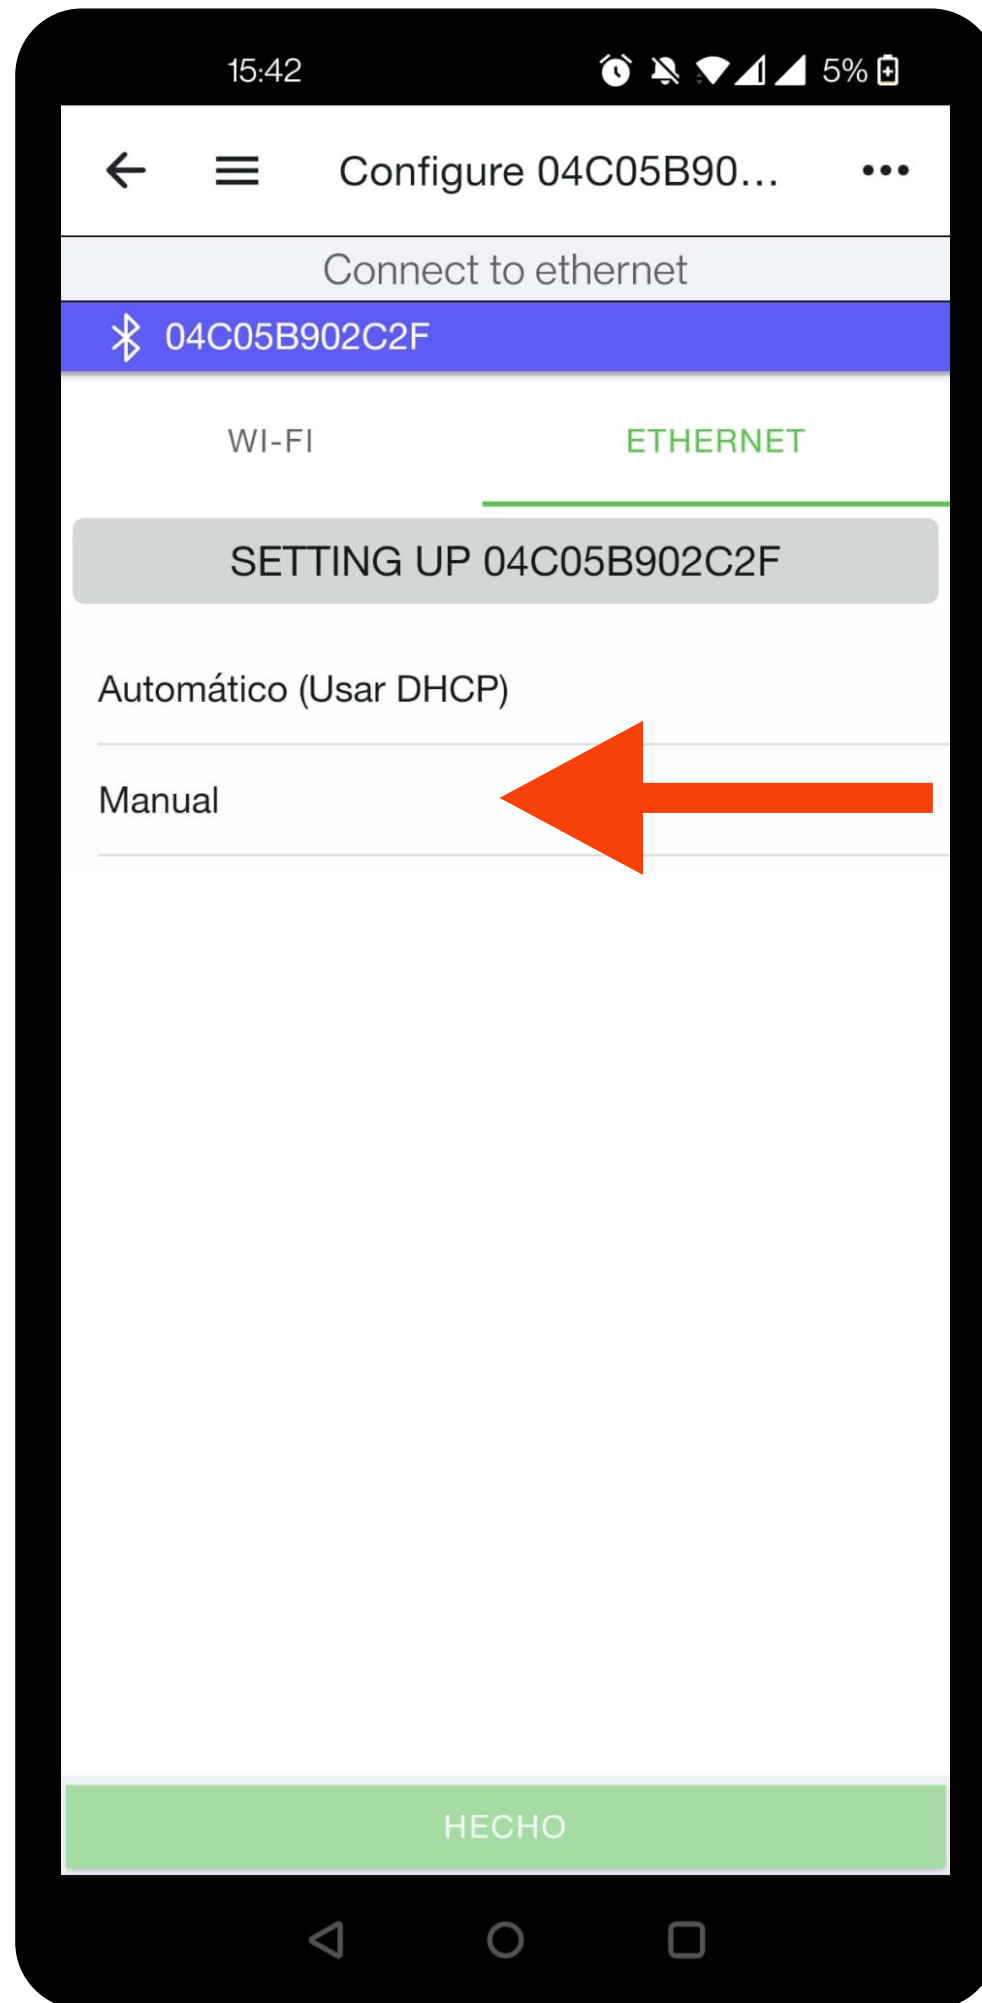 15:42 5%
Configure 04C05B90...
Connect to ethernet
04C05B902C2F
WI-FI ETHERNET
SETTING UP 04C05B902C2F
Automático (Usar DHCP)
Manual
HECHO